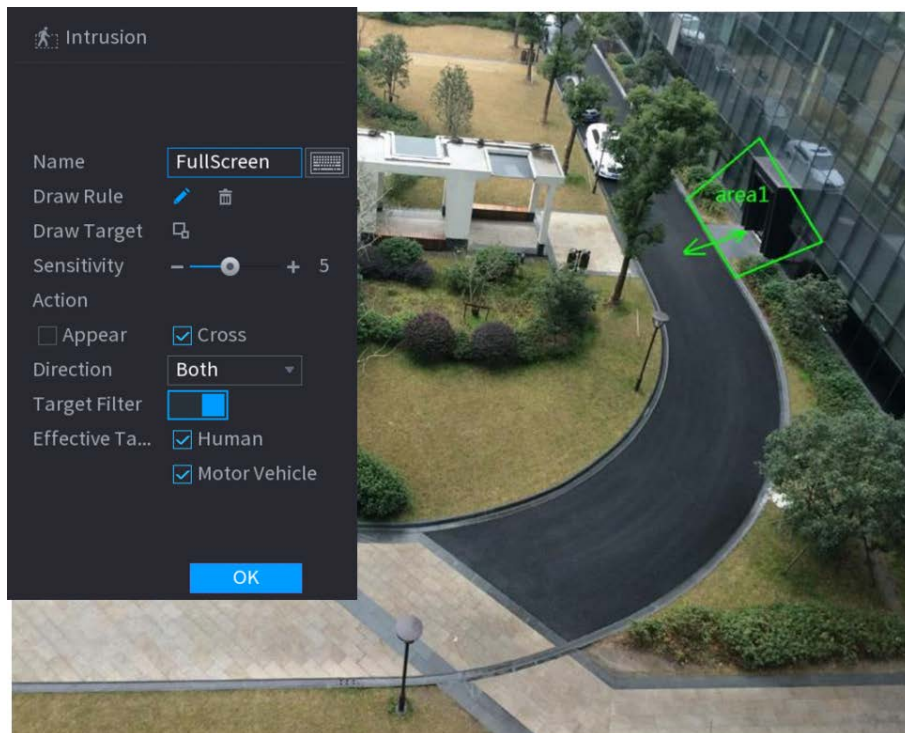 Intrusion
Name FullScreen
Draw Rule
Draw Target
Sensitivity - + 5
Action
Appear Cross
Direction Both
Target Filter
Effective Ta... Human
Motor Vehicle
OK
area1